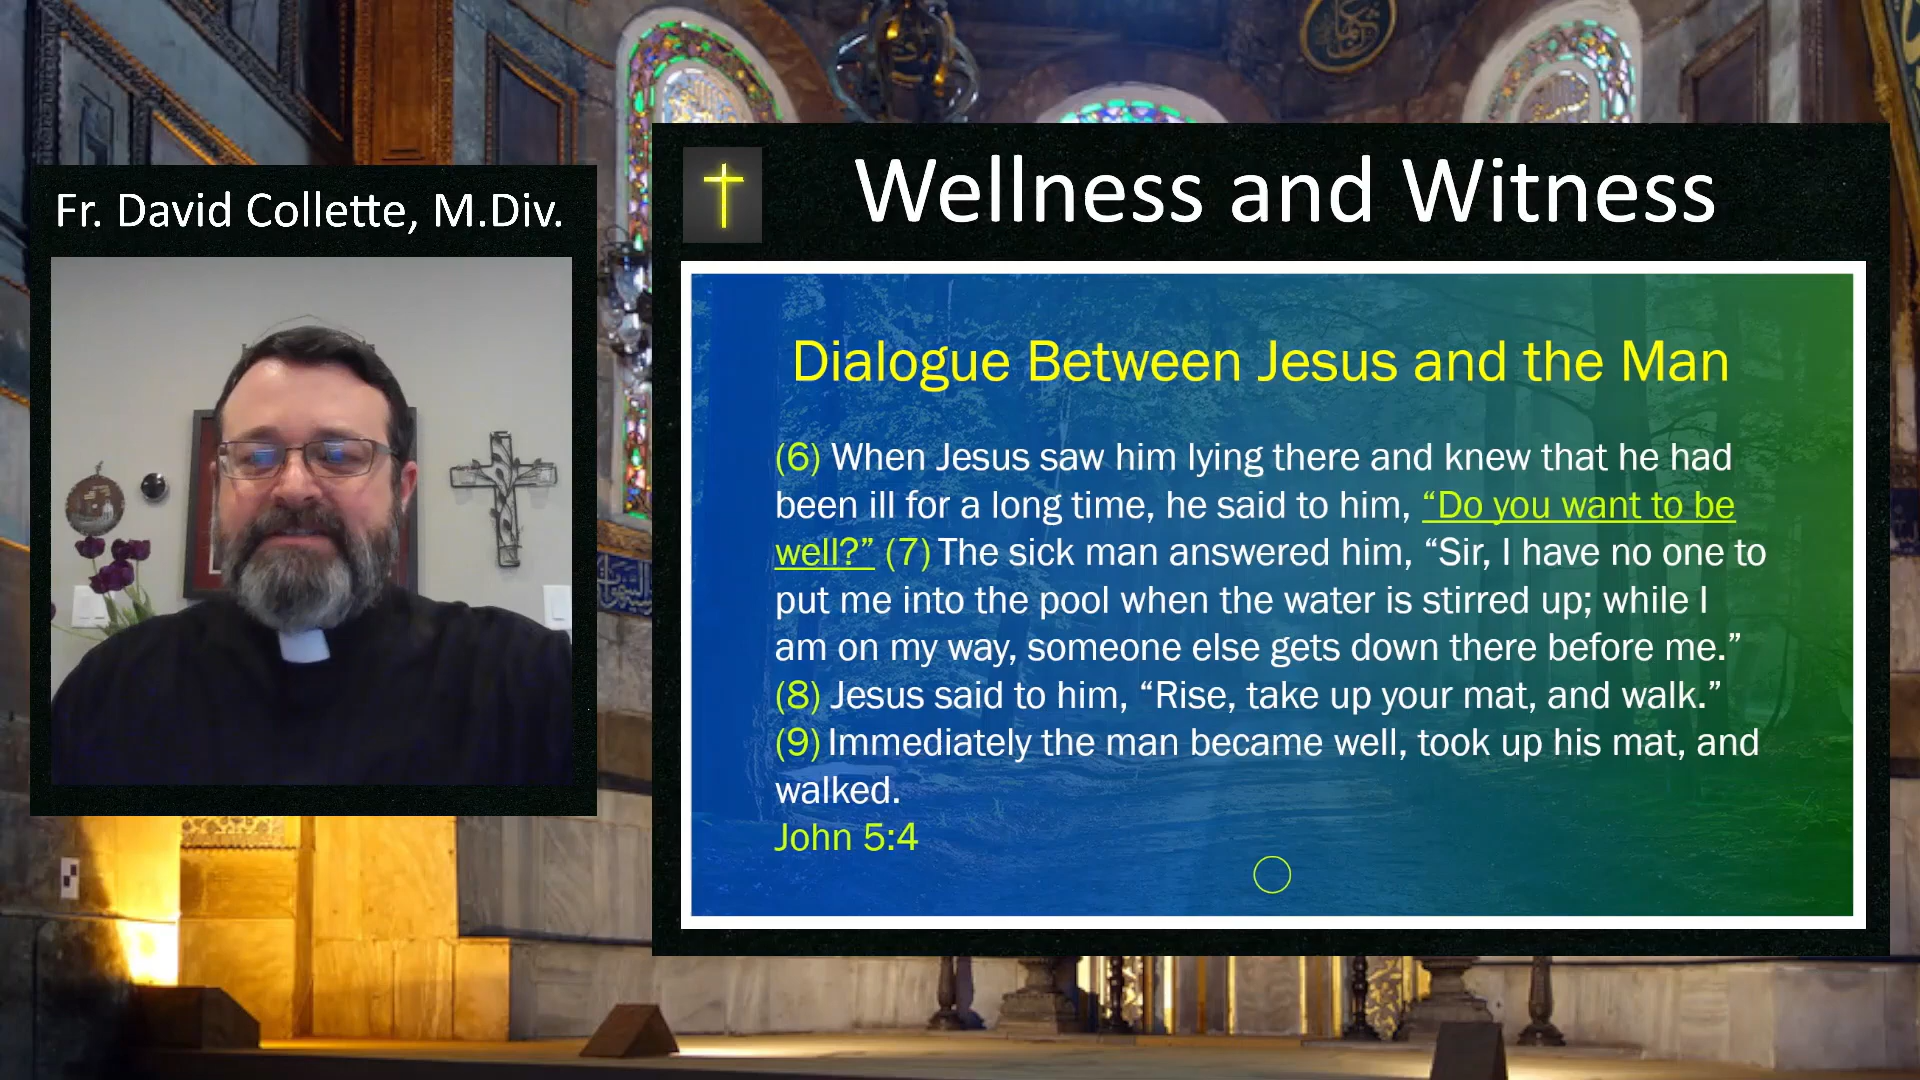 Fr. David Collette, M.Div.
Wellness and Witness
Dialogue Between Jesus and the Man
(6) When Jesus saw him lying there and knew that he had
been ill for a long time, he said to him, “Do you want to be
well?” (7) The sick man answered him, “Sir, I have no one to
put me into the pool when the water is stirred up; while I
am on my way, someone else gets down there before me.”
(8) Jesus said to him, “Rise, take up your mat, and walk.”
(9) Immediately the man became well, took up his mat, and
walked.
John 5:4